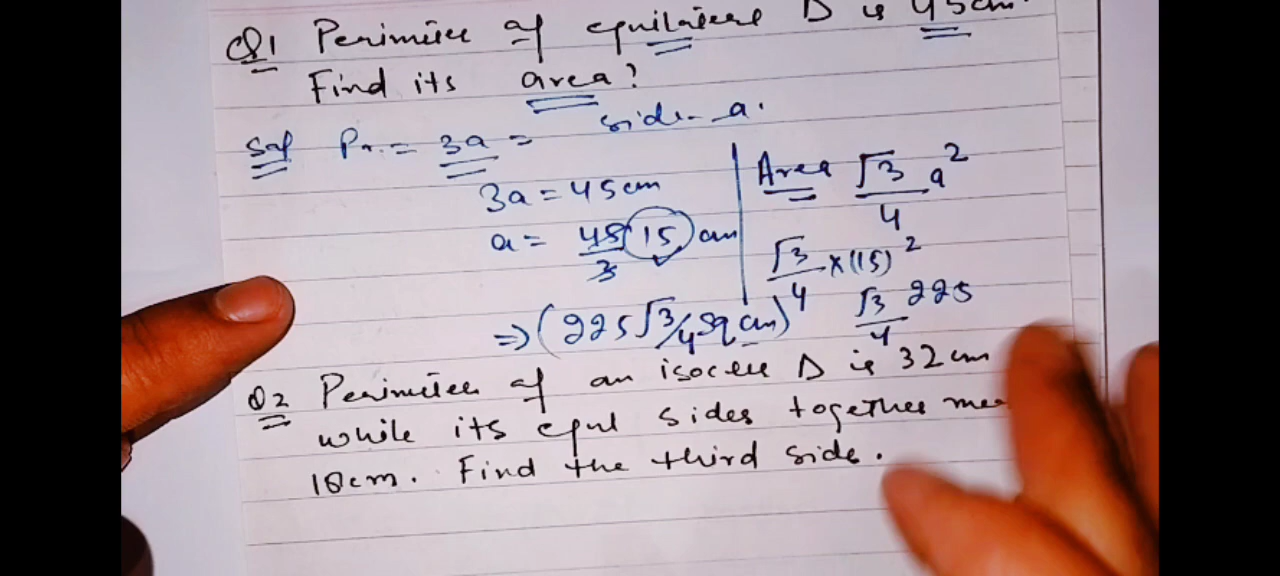 Q1 Perimeter of equilateral Δ is 45cm.
Find its area?
Sol Pr. = 3a = side - a.
3a = 45cm
a = 45/3 15 cm
Area √3/4 a²
√3/4 × (15)²
√3/4 225
⇒ (225√3/4 sq cm)
Q2 Perimeter of an isocele Δ is 32 cm
while its equl sides together
18cm. Find the third side.